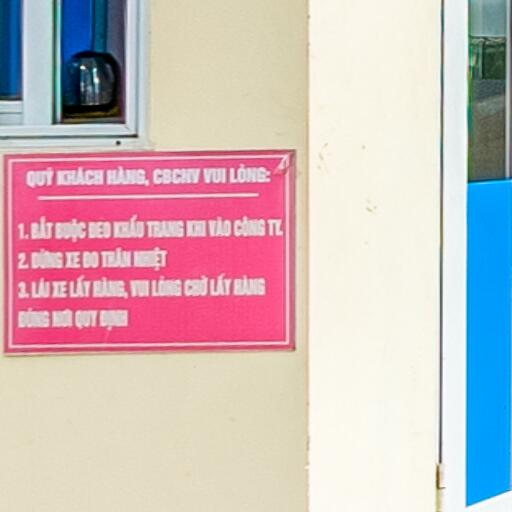 QUÝ KHÁCH HÀNG, CBCNV VUI LÒNG:
1. BẮT BUỘC ĐEO KHẨU TRANG KHI VÀO CÔNG TY.
2. DỪNG XE ĐO THÂN NHIỆT
3. LÁI XE LẤY HÀNG, VUI LÒNG CHỜ LẤY HÀNG
ĐÚNG NƠI QUY ĐỊNH